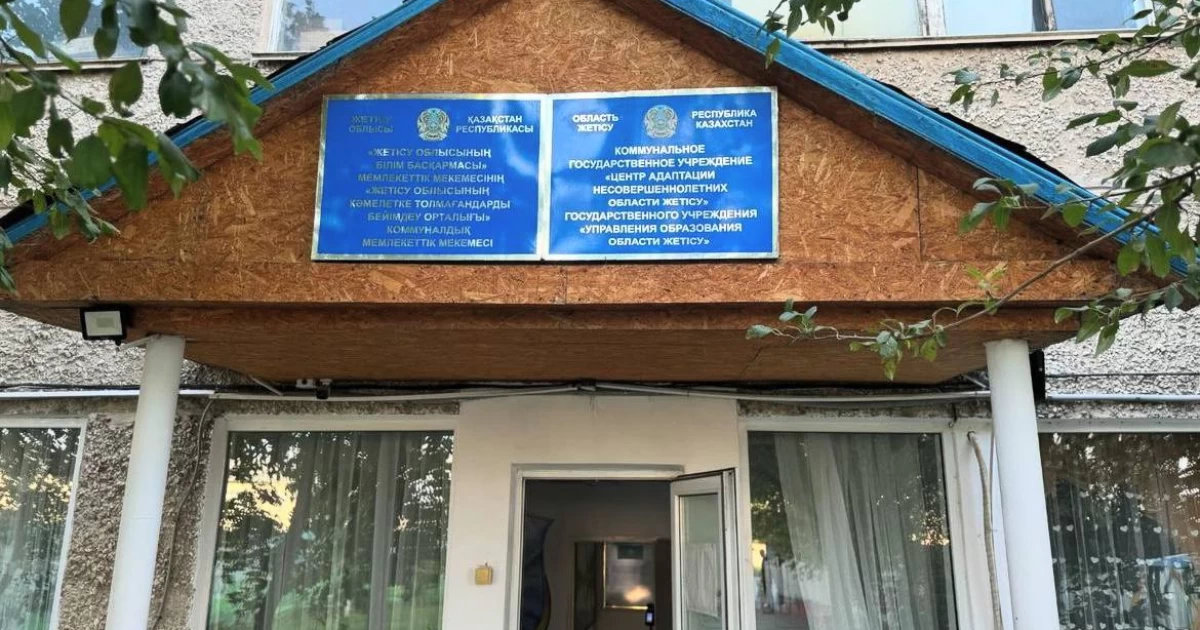 ЖЕТІСУ
ОБЛЫСЫ
ҚАЗАҚСТАН
РЕСПУБЛИКАСЫ
«ЖЕТІСУ ОБЛЫСЫНЫҢ
БІЛІМ БАСҚАРМАСЫ»
МЕМЛЕКЕТТІК МЕКЕМЕСІНІҢ
«ЖЕТІСУ ОБЛЫСЫНЫҢ
КӘМЕЛЕТКЕ ТОЛМАҒАНДАРДЫ
БЕЙІМДЕУ ОРТАЛЫҒЫ»
КОММУНАЛДЫҚ
МЕМЛЕКЕТТІК МЕКЕМЕСІ
ОБЛАСТЬ
ЖЕТІСУ
РЕСПУБЛИКА
КАЗАХСТАН
КОММУНАЛЬНОЕ
ГОСУДАРСТВЕННОЕ УЧРЕЖДЕНИЕ
«ЦЕНТР АДАПТАЦИИ
НЕСОВЕРШЕННОЛЕТНИХ
ОБЛАСТИ ЖЕТІСУ»
ГОСУДАРСТВЕННОГО УЧРЕЖДЕНИЯ
«УПРАВЛЕНИЯ ОБРАЗОВАНИЯ
ОБЛАСТИ ЖЕТІСУ»